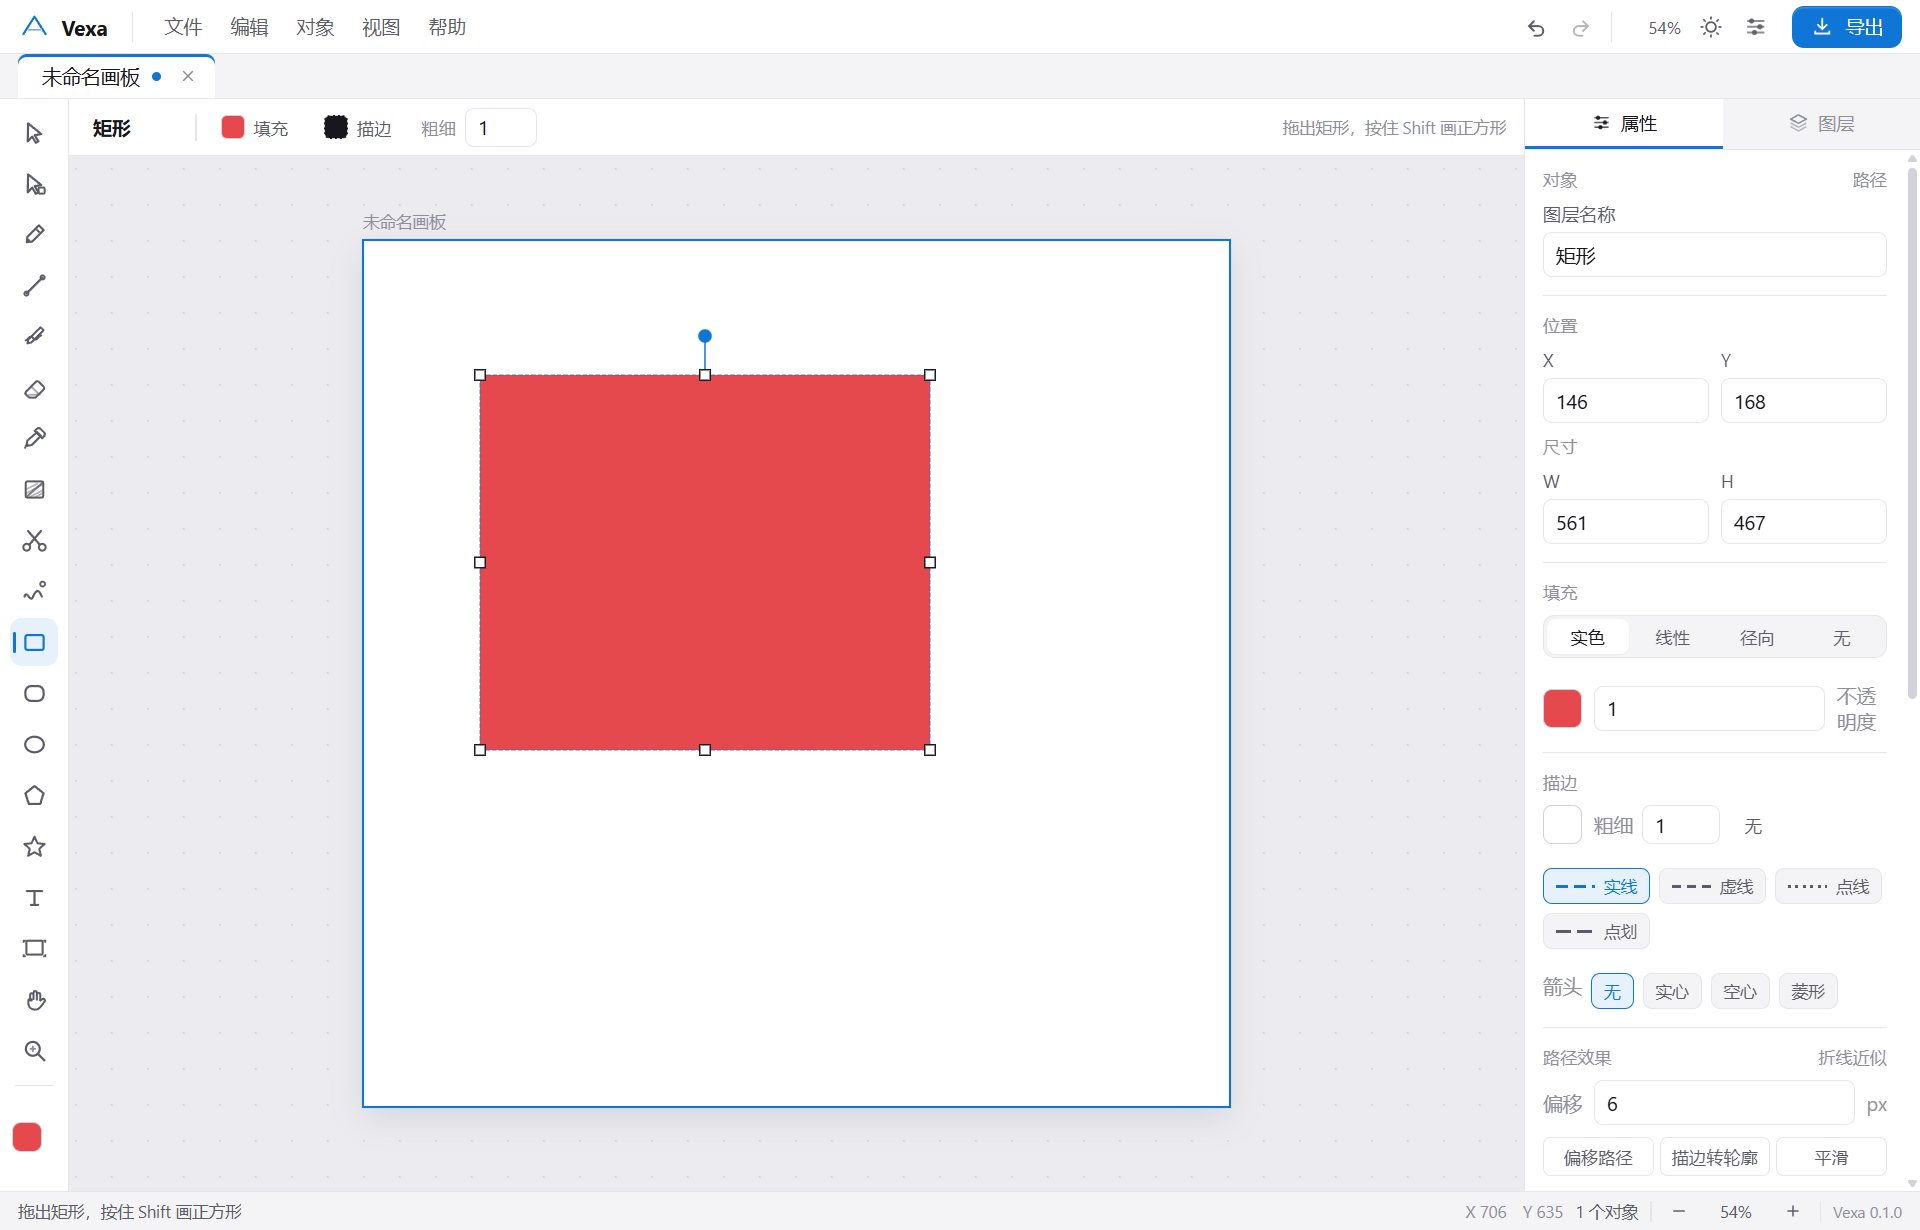 Vexa
文件
编辑
对象
视图
帮助
54%
导出
未命名画板
矩形
填充
描边
粗细
1
拖出矩形，按住 Shift 画正方形
属性
图层
未命名画板
对象
路径
图层名称
矩形
位置
X
Y
146
168
尺寸
W
H
561
467
填充
实色
线性
径向
无
1
不透
明度
描边
粗细
1
无
实线
虚线
点线
点划
箭头
无
实心
空心
菱形
路径效果
折线近似
偏移
6
px
偏移路径
描边转轮廓
平滑
拖出矩形，按住 Shift 画正方形
X 706
Y 635
1 个对象
54%
Vexa 0.1.0